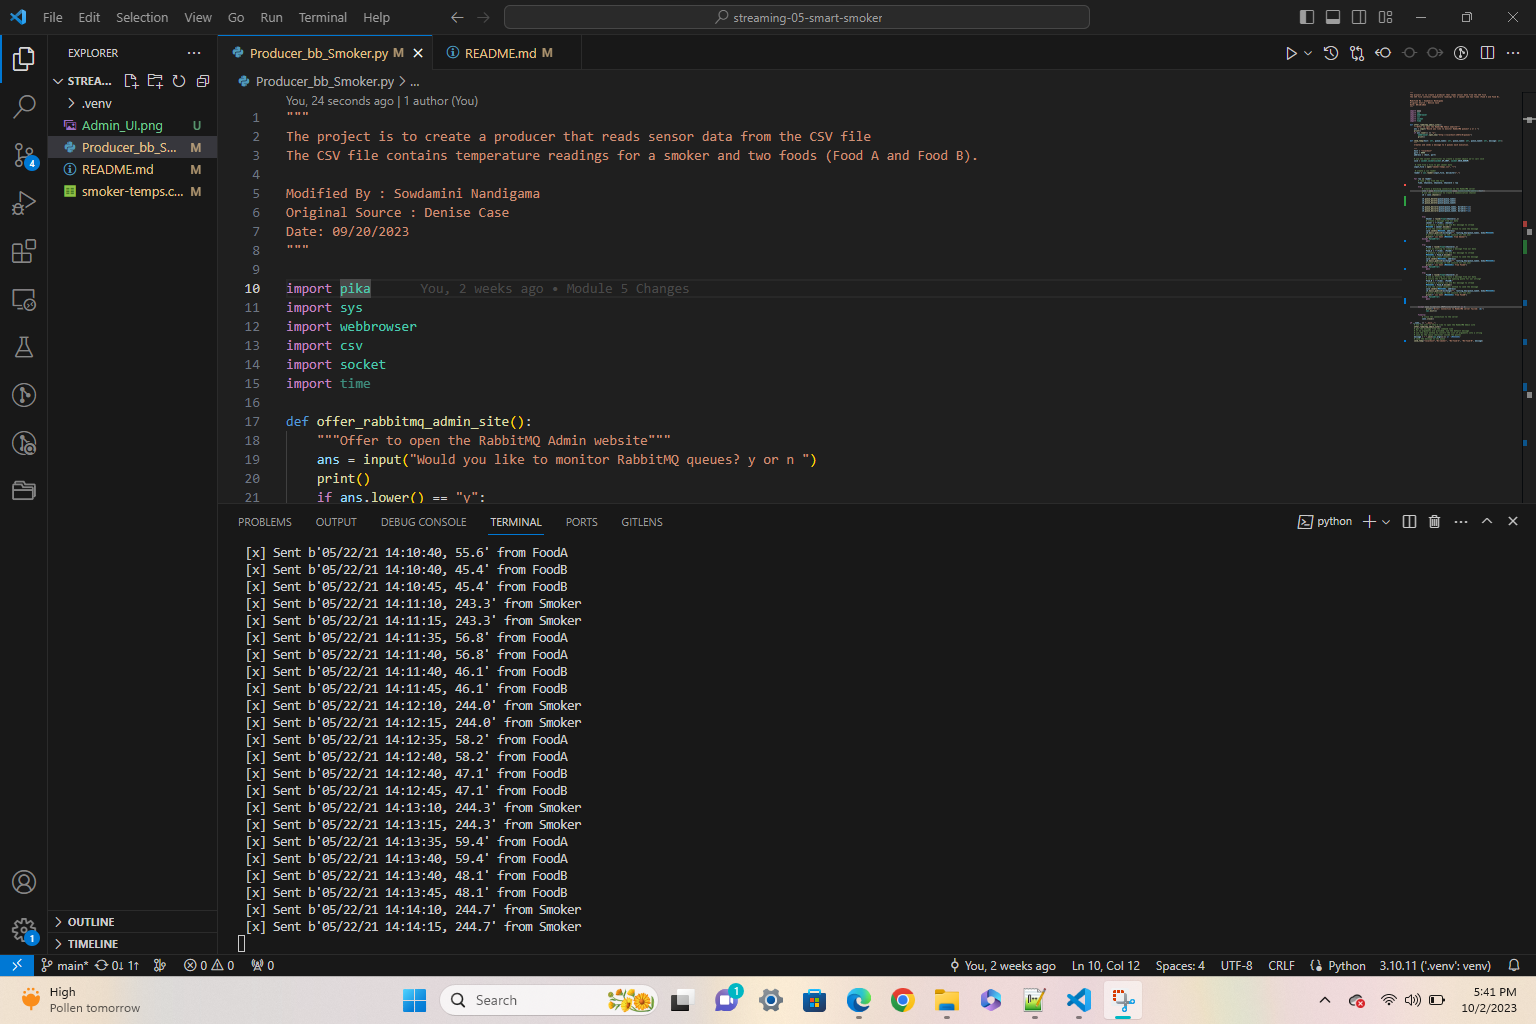 File Edit Selection View Go Run Terminal Help
streaming-05-smart-smoker
EXPLORER
STREA...
.venv
Admin_UI.png U
Producer_bb_S... M
README.md M
smoker-temps.c... M
OUTLINE
TIMELINE
4
1
Producer_bb_Smoker.py M
README.md M
Producer_bb_Smoker.py > ...
You, 24 seconds ago | 1 author (You)
1 """
2 The project is to create a producer that reads sensor data from the CSV file
3 The CSV file contains temperature readings for a smoker and two foods (Food A and Food B).
4
5 Modified By : Sowdamini Nandigama
6 Original Source : Denise Case
7 Date: 09/20/2023
8 """
9
10 import pika You, 2 weeks ago • Module 5 Changes
11 import sys
12 import webbrowser
13 import csv
14 import socket
15 import time
16
17 def offer_rabbitmq_admin_site():
18 """Offer to open the RabbitMQ Admin website"""
19 ans = input("Would you like to monitor RabbitMQ queues? y or n ")
20 print()
21 if ans.lower() == "y":
PROBLEMS OUTPUT DEBUG CONSOLE TERMINAL PORTS GITLENS
python
[x] Sent b'05/22/21 14:10:40, 55.6' from FoodA
[x] Sent b'05/22/21 14:10:40, 45.4' from FoodB
[x] Sent b'05/22/21 14:10:45, 45.4' from FoodB
[x] Sent b'05/22/21 14:11:10, 243.3' from Smoker
[x] Sent b'05/22/21 14:11:15, 243.3' from Smoker
[x] Sent b'05/22/21 14:11:35, 56.8' from FoodA
[x] Sent b'05/22/21 14:11:40, 56.8' from FoodA
[x] Sent b'05/22/21 14:11:40, 46.1' from FoodB
[x] Sent b'05/22/21 14:11:45, 46.1' from FoodB
[x] Sent b'05/22/21 14:12:10, 244.0' from Smoker
[x] Sent b'05/22/21 14:12:15, 244.0' from Smoker
[x] Sent b'05/22/21 14:12:35, 58.2' from FoodA
[x] Sent b'05/22/21 14:12:40, 58.2' from FoodA
[x] Sent b'05/22/21 14:12:40, 47.1' from FoodB
[x] Sent b'05/22/21 14:12:45, 47.1' from FoodB
[x] Sent b'05/22/21 14:13:10, 244.3' from Smoker
[x] Sent b'05/22/21 14:13:15, 244.3' from Smoker
[x] Sent b'05/22/21 14:13:35, 59.4' from FoodA
[x] Sent b'05/22/21 14:13:40, 59.4' from FoodA
[x] Sent b'05/22/21 14:13:40, 48.1' from FoodB
[x] Sent b'05/22/21 14:13:45, 48.1' from FoodB
[x] Sent b'05/22/21 14:14:10, 244.7' from Smoker
[x] Sent b'05/22/21 14:14:15, 244.7' from Smoker
main* 0↓ 1↑ 0 0 0 You, 2 weeks ago Ln 10, Col 12 Spaces: 4 UTF-8 CRLF Python 3.10.11 ('.venv': venv)
High
Pollen tomorrow
Search
1
5:41 PM
10/2/2023